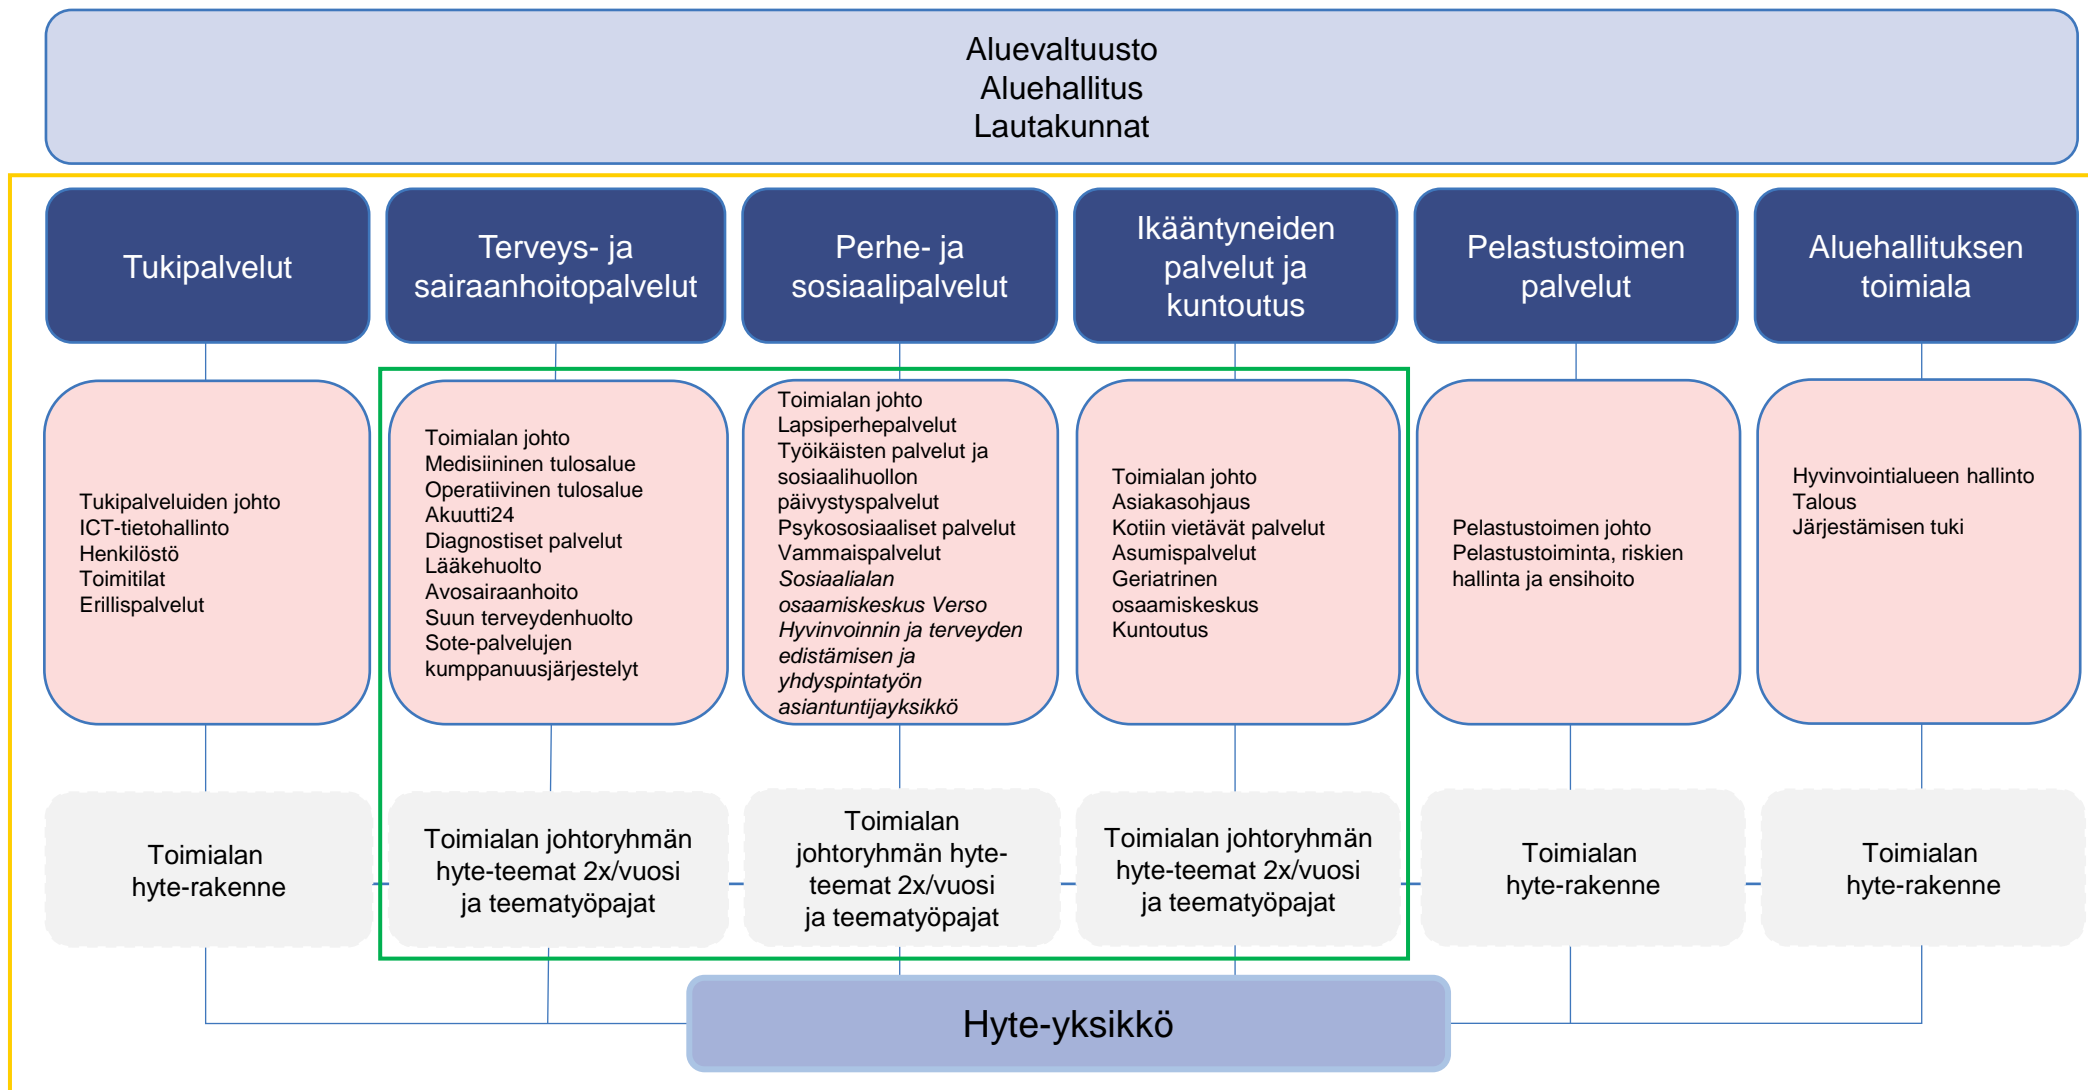 Aluevaltuusto
Aluehallitus
Lautakunnat
Tukipalvelut
Terveys- ja
sairaanhoitopalvelut
Perhe- ja
sosiaalipalvelut
Ikääntyneiden
palvelut ja
kuntoutus
Pelastustoimen
palvelut
Aluehallituksen
toimiala
Tukipalveluiden johto
ICT-tietohallinto
Henkilöstö
Toimitilat
Erillispalvelut
Toimialan johto
Medisiininen tulosalue
Operatiivinen tulosalue
Akuutti24
Diagnostiset palvelut
Lääkehuolto
Avosairaanhoito
Suun terveydenhuolto
Sote-palvelujen
kumppanuusjärjestelyt
Toimialan johto
Lapsiperhepalvelut
Työikäisten palvelut ja
sosiaalihuollon
päivystyspalvelut
Psykososiaaliset palvelut
Vammaispalvelut
Sosiaalialan
osaamiskeskus Verso
Hyvinvoinnin ja terveyden
edistämisen ja
yhdyspintatyön
asiantuntijayksikkö
Toimialan johto
Asiakasohjaus
Kotiin vietävät palvelut
Asumispalvelut
Geriatrinen
osaamiskeskus
Kuntoutus
Pelastustoimen johto
Pelastustoiminta, riskien
hallinta ja ensihoito
Hyvinvointialueen hallinto
Talous
Järjestämisen tuki
Toimialan
hyte-rakenne
Toimialan johtoryhmän
hyte-teemat 2x/vuosi
ja teematyöpajat
Toimialan
johtoryhmän hyte-
teemat 2x/vuosi
ja teematyöpajat
Toimialan johtoryhmän
hyte-teemat 2x/vuosi
ja teematyöpajat
Toimialan
hyte-rakenne
Toimialan
hyte-rakenne
Hyte-yksikkö